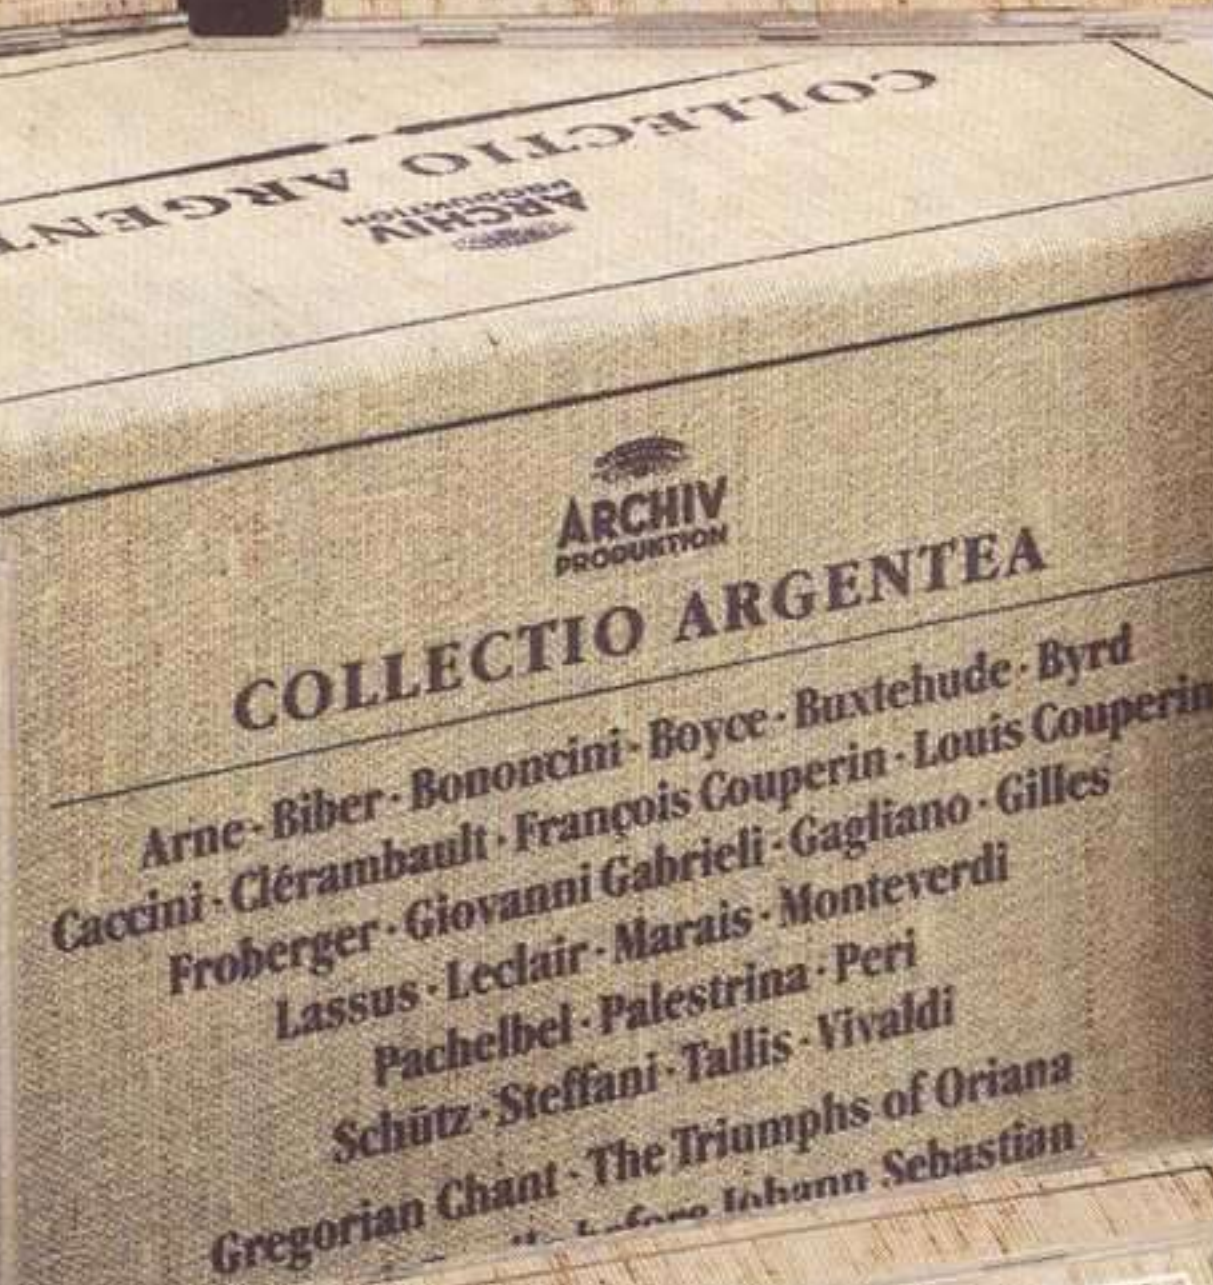 COLLECTIO ARGENT
ARCHIV
PRODUKTION
ARCHIV
PRODUKTION
COLLECTIO ARGENTEA
Arne · Biber · Bononcini · Boyce · Buxtehude · Byrd
Caccini · Clérambault · François Couperin · Louis Couperin
Froberger · Giovanni Gabrieli · Gagliano · Gilles
Lassus · Leclair · Marais · Monteverdi
Pachelbel · Palestrina · Peri
Schütz · Steffani · Tallis · Vivaldi
Gregorian Chant · The Triumphs of Oriana
before Johann Sebastian